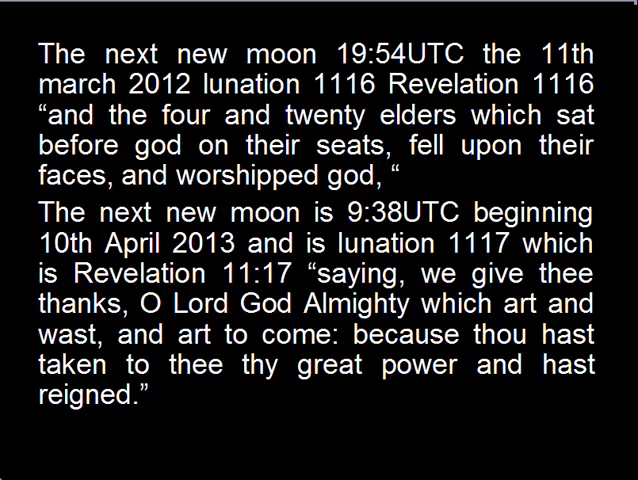 The next new moon 19:54UTC the 11th
march 2012 lunation 1116 Revelation 1116
“and the four and twenty elders which sat
before god on their seats, fell upon their
faces, and worshipped god, “
The next new moon is 9:38UTC beginning
10th April 2013 and is lunation 1117 which
is Revelation 11:17 “saying, we give thee
thanks, O Lord God Almighty which art and
wast, and art to come: because thou hast
taken to thee thy great power and hast
reigned.”